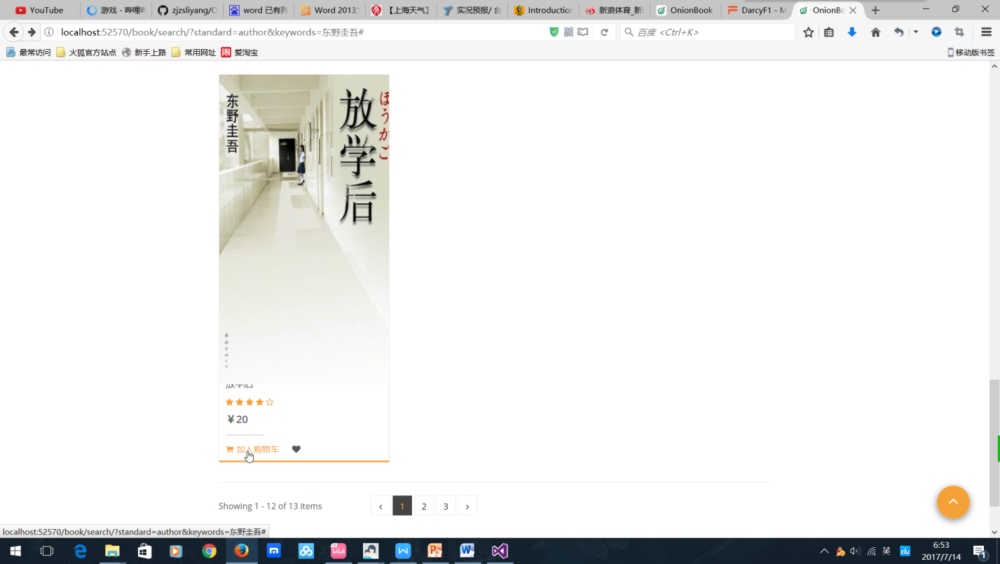 YouTube
游戏 - 哔哩哔
zjzsliyang/O
word 已有列
Word 2013
【上海天气】
实况预报/ 台
Introduction
新浪体育_新
OnionBook
DarcyF1 - M
OnionBo
localhost:52570/book/search/?standard=author&keywords=东野圭吾#
百度 <Ctrl+K>
最常访问 火狐官方站点 新手上路 常用网址 淘 爱淘宝
移动版书签
东野圭吾
放学后
ほうかご
放学后
￥20
加入购物车
Showing 1 - 12 of 13 items
‹ 1 2 3 ›
localhost:52570/book/search/?standard=author&keywords=东野圭吾#
英
du
6:53
2017/7/14
1